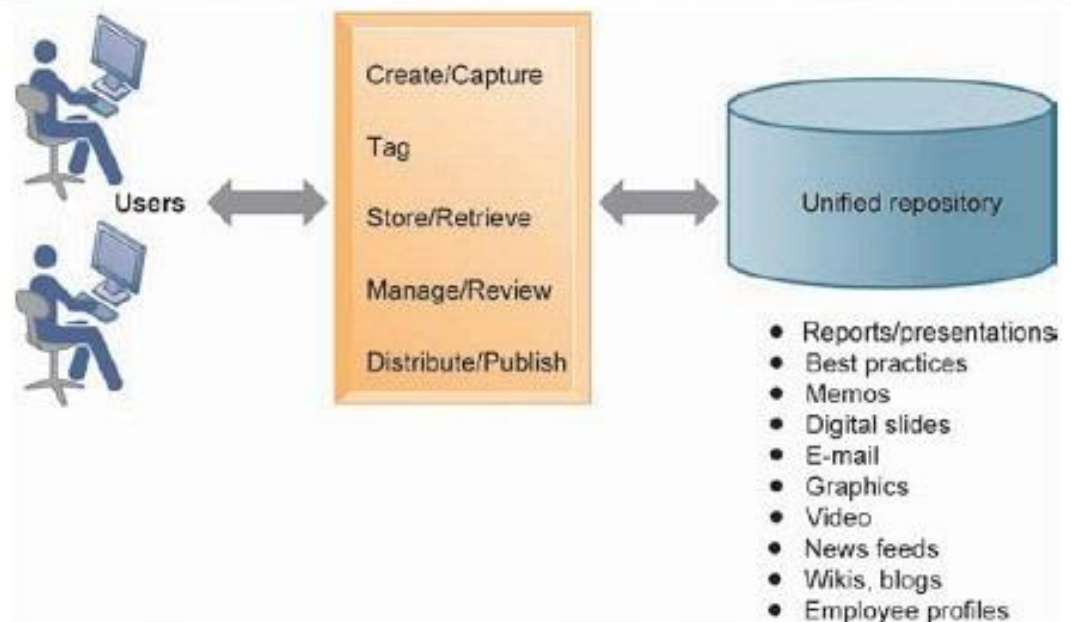 Users
Create/Capture
Tag
Store/Retrieve
Manage/Review
Distribute/Publish
Unified repository
● Reports/presentations
● Best practices
● Memos
● Digital slides
● E-mail
● Graphics
● Video
● News feeds
● Wikis, blogs
● Employee profiles